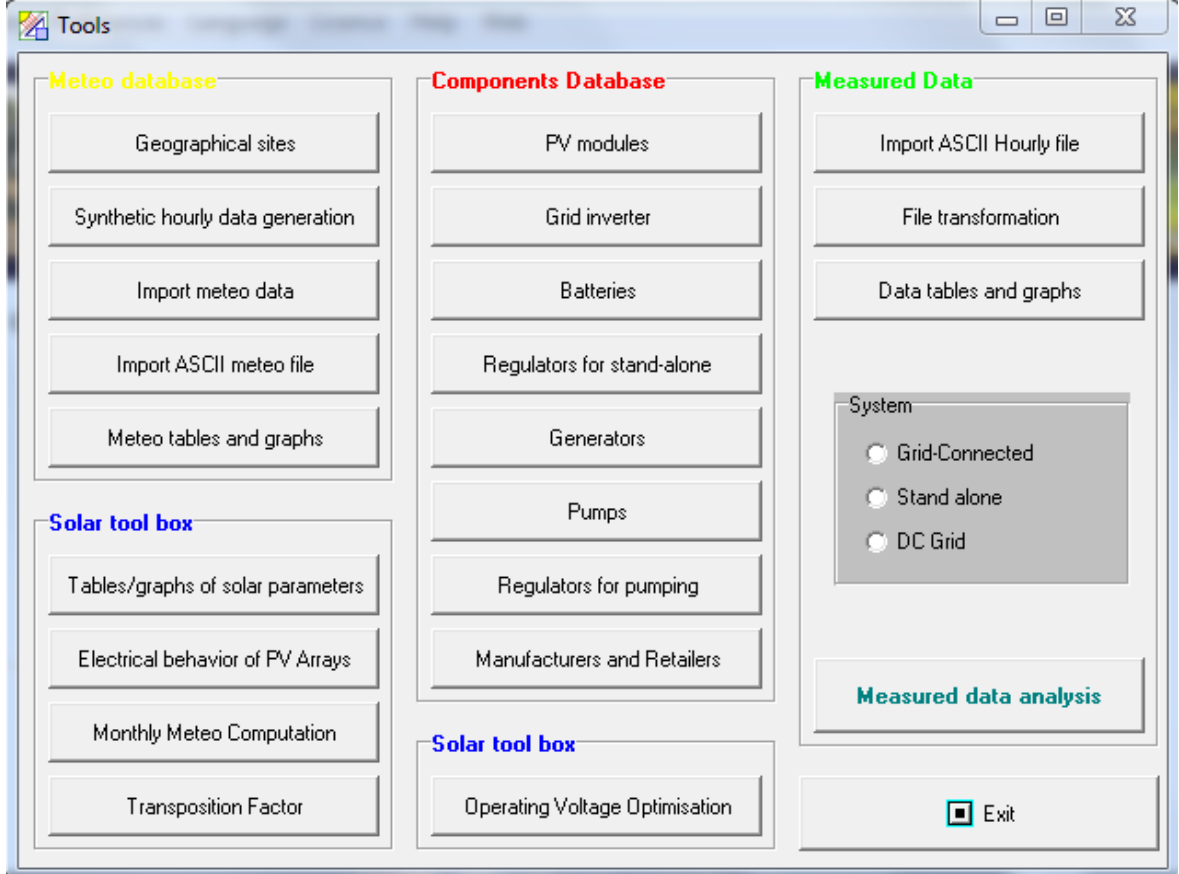 Tools
Meteo database
Geographical sites
Synthetic hourly data generation
Import meteo data
Import ASCII meteo file
Meteo tables and graphs
Solar tool box
Tables/graphs of solar parameters
Electrical behavior of PV Arrays
Monthly Meteo Computation
Transposition Factor
Components Database
PV modules
Grid inverter
Batteries
Regulators for stand-alone
Generators
Pumps
Regulators for pumping
Manufacturers and Retailers
Solar tool box
Operating Voltage Optimisation
Measured Data
Import ASCII Hourly file
File transformation
Data tables and graphs
System
Grid-Connected
Stand alone
DC Grid
Measured data analysis
Exit